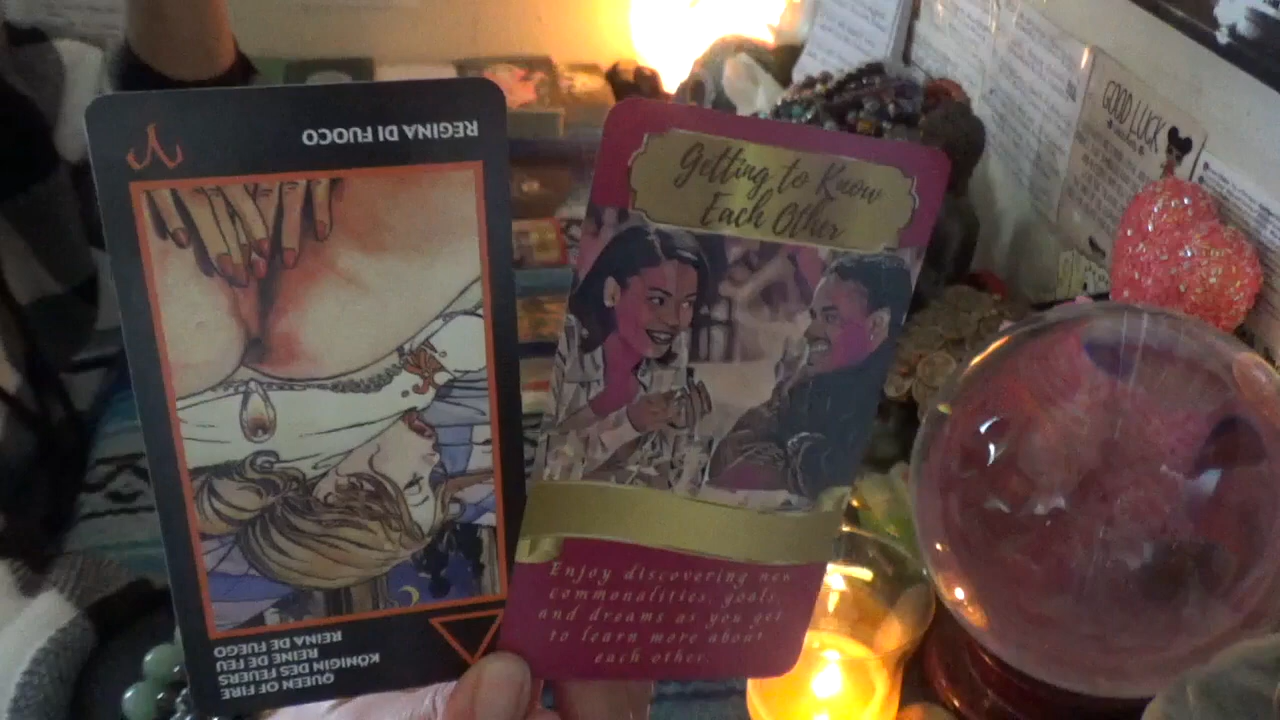 REGINA DI FUOCO
QUEEN OF FIRE
KÖNIGIN DES FEUERS
REINE DE FEU
REINA DE FUEGO
Getting to Know
Each Other
Enjoy discovering new
commonalities, goals,
and dreams as you get
to learn more about
each other.
GOOD LUCK